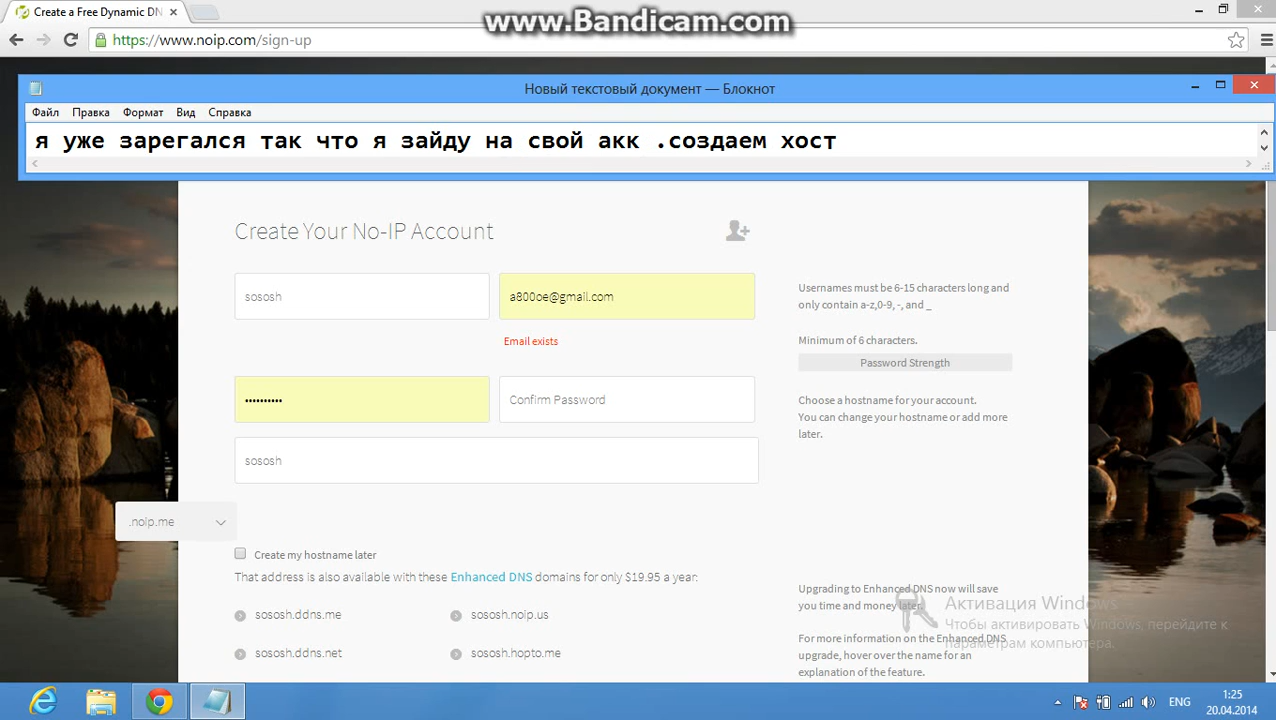 Create a Free Dynamic DN
www.Bandicam.com
https://www.noip.com/sign-up
Новый текстовый документ — Блокнот
Файл Правка Формат Вид Справка
я уже зарегался так что я зайду на свой акк .создаем хост
Create Your No-IP Account
sososh
a800oe@gmail.com
Usernames must be 6-15 characters long and
only contain a-z,0-9, -, and _
Email exists
Minimum of 6 characters.
Password Strength
••••••••••
Confirm Password
Choose a hostname for your account.
You can change your hostname or add more
later.
sososh
.noip.me
Create my hostname later
That address is also available with these Enhanced DNS domains for only $19.95 a year:
sososh.ddns.me
sososh.noip.us
sososh.ddns.net
sososh.hopto.me
Upgrading to Enhanced DNS now will save
you time and money later.
For more information on the Enhanced DNS
upgrade, hover over the name for an
explanation of the feature.
Активация Windows
Чтобы активировать Windows, перейдите к
параметрам компьютера.
ENG
1:25
20.04.2014